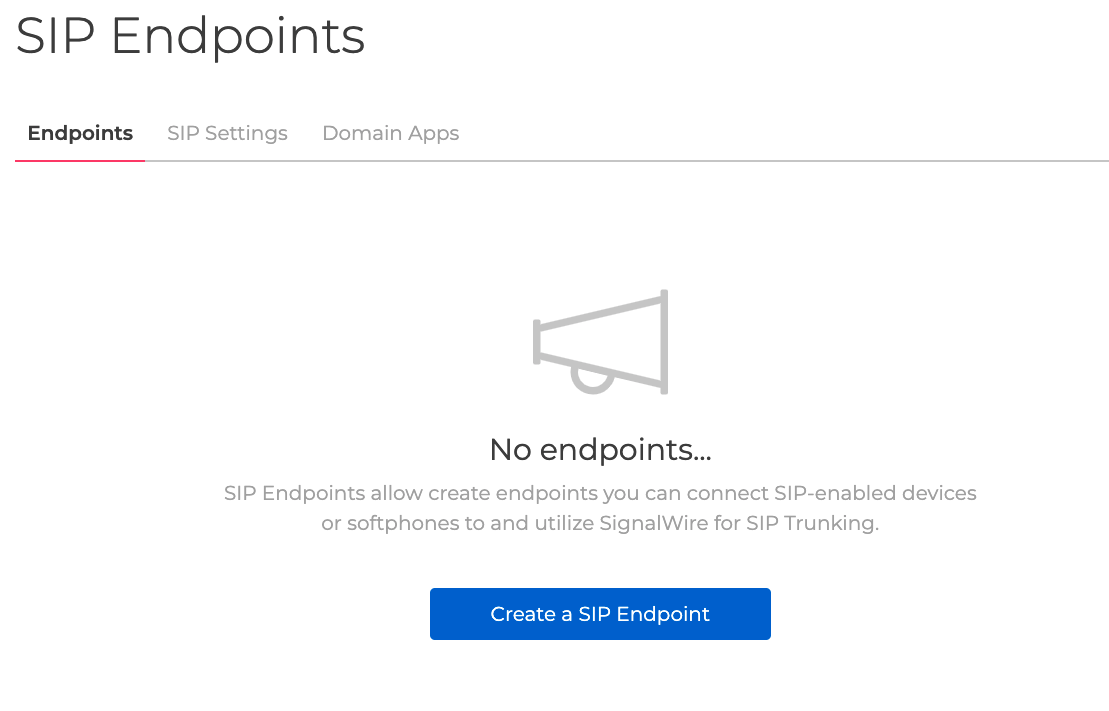 SIP Endpoints
Endpoints SIP Settings Domain Apps
No endpoints...
SIP Endpoints allow create endpoints you can connect SIP-enabled devices
or softphones to and utilize SignalWire for SIP Trunking.
Create a SIP Endpoint